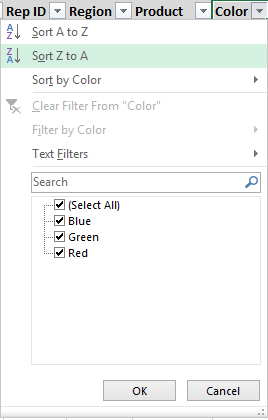 Rep ID Region Product Color
A Z Sort A to Z
Z A Sort Z to A
Sort by Color
Clear Filter From "Color"
Filter by Color
Text Filters
Search
(Select All)
Blue
Green
Red
OK Cancel